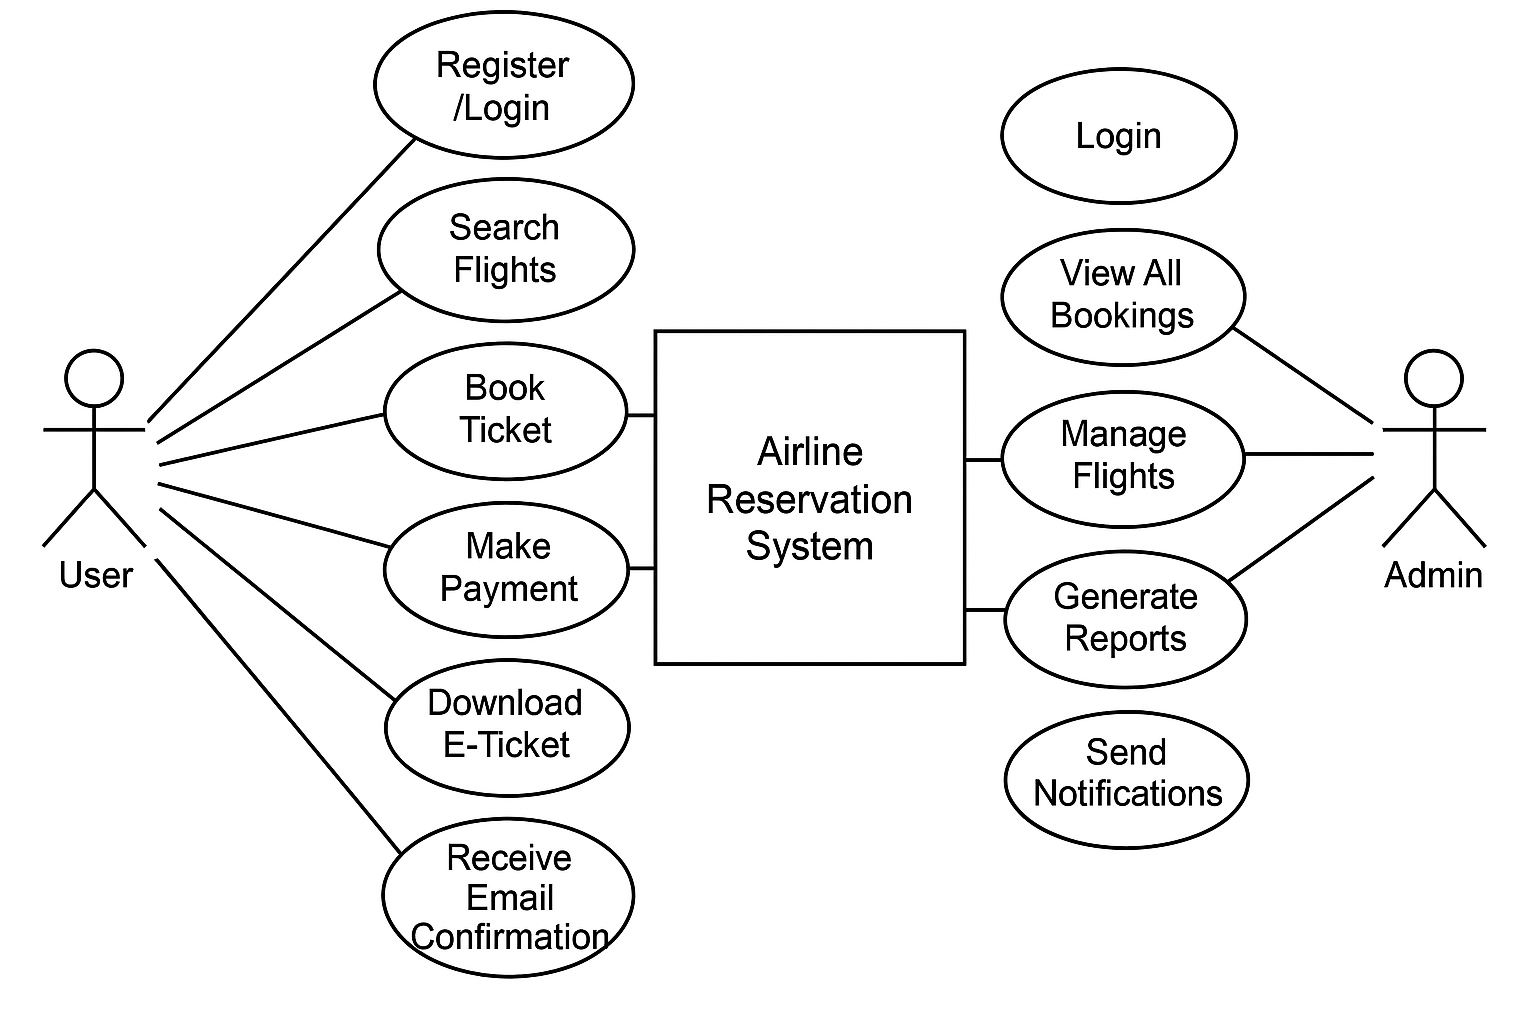 Register
/Login
Search
Flights
Book
Ticket
Make
Payment
Download
E-Ticket
Receive
Email
Confirmation
User
Airline
Reservation
System
Login
View All
Bookings
Manage
Flights
Generate
Reports
Send
Notifications
Admin